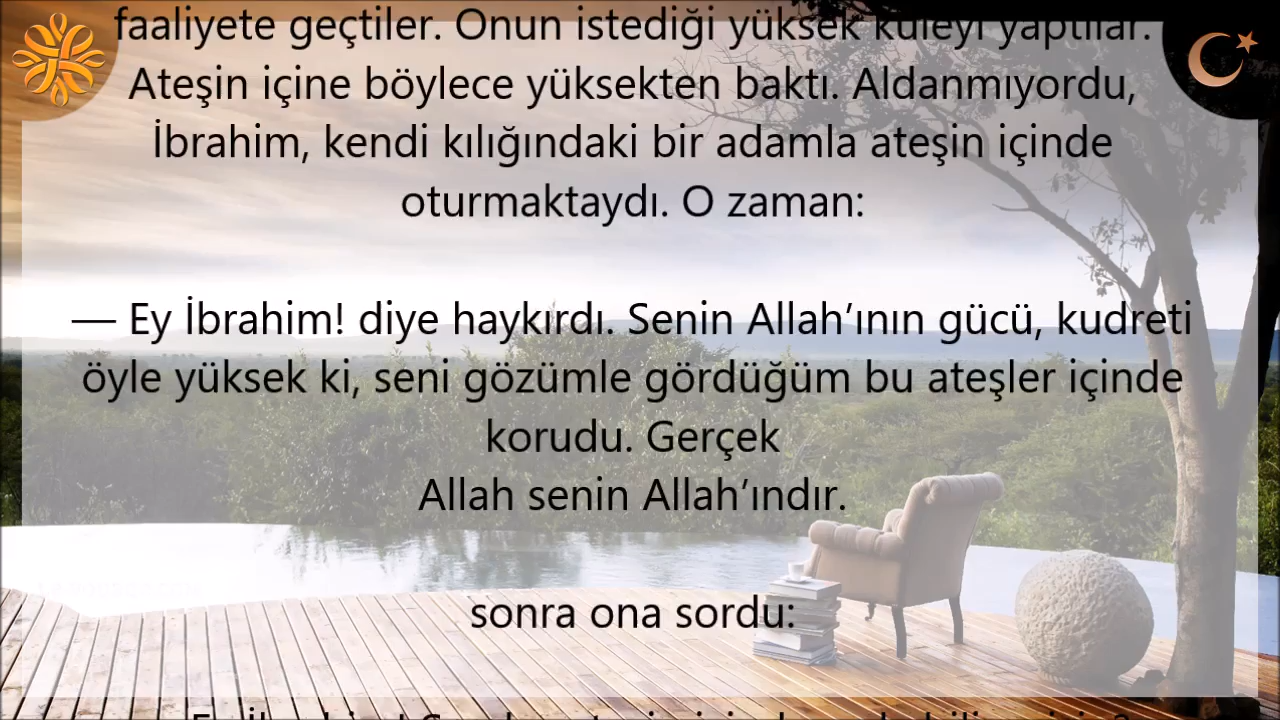 faaliyete geçtiler. Onun istediği yüksek kuleyi yaptılar.
Ateşin içine böylece yüksekten baktı. Aldanmıyordu,
İbrahim, kendi kılığındaki bir adamla ateşin içinde
oturmaktaydı. O zaman:
— Ey İbrahim! diye haykırdı. Senin Allah’ının gücü, kudreti
öyle yüksek ki, seni gözümle gördüğüm bu ateşler içinde
korudu. Gerçek
Allah senin Allah’ındır.
sonra ona sordu: